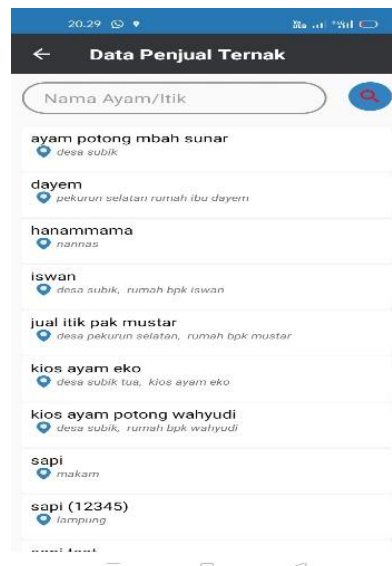 20.29
Data Penjual Ternak
Nama Ayam/Itik
ayam potong mbah sunar
desa subik
dayem
pekurun selatan rumah ibu dayem
hanammama
nannas
iswan
desa subik, rumah bpk iswan
jual itik pak mustar
desa pekurun selatan, rumah bpk mustar
kios ayam eko
desa subik tua, kios ayam eko
kios ayam potong wahyudi
desa subik, rumah bpk wahyudi
sapi
makam
sapi (12345)
lampung